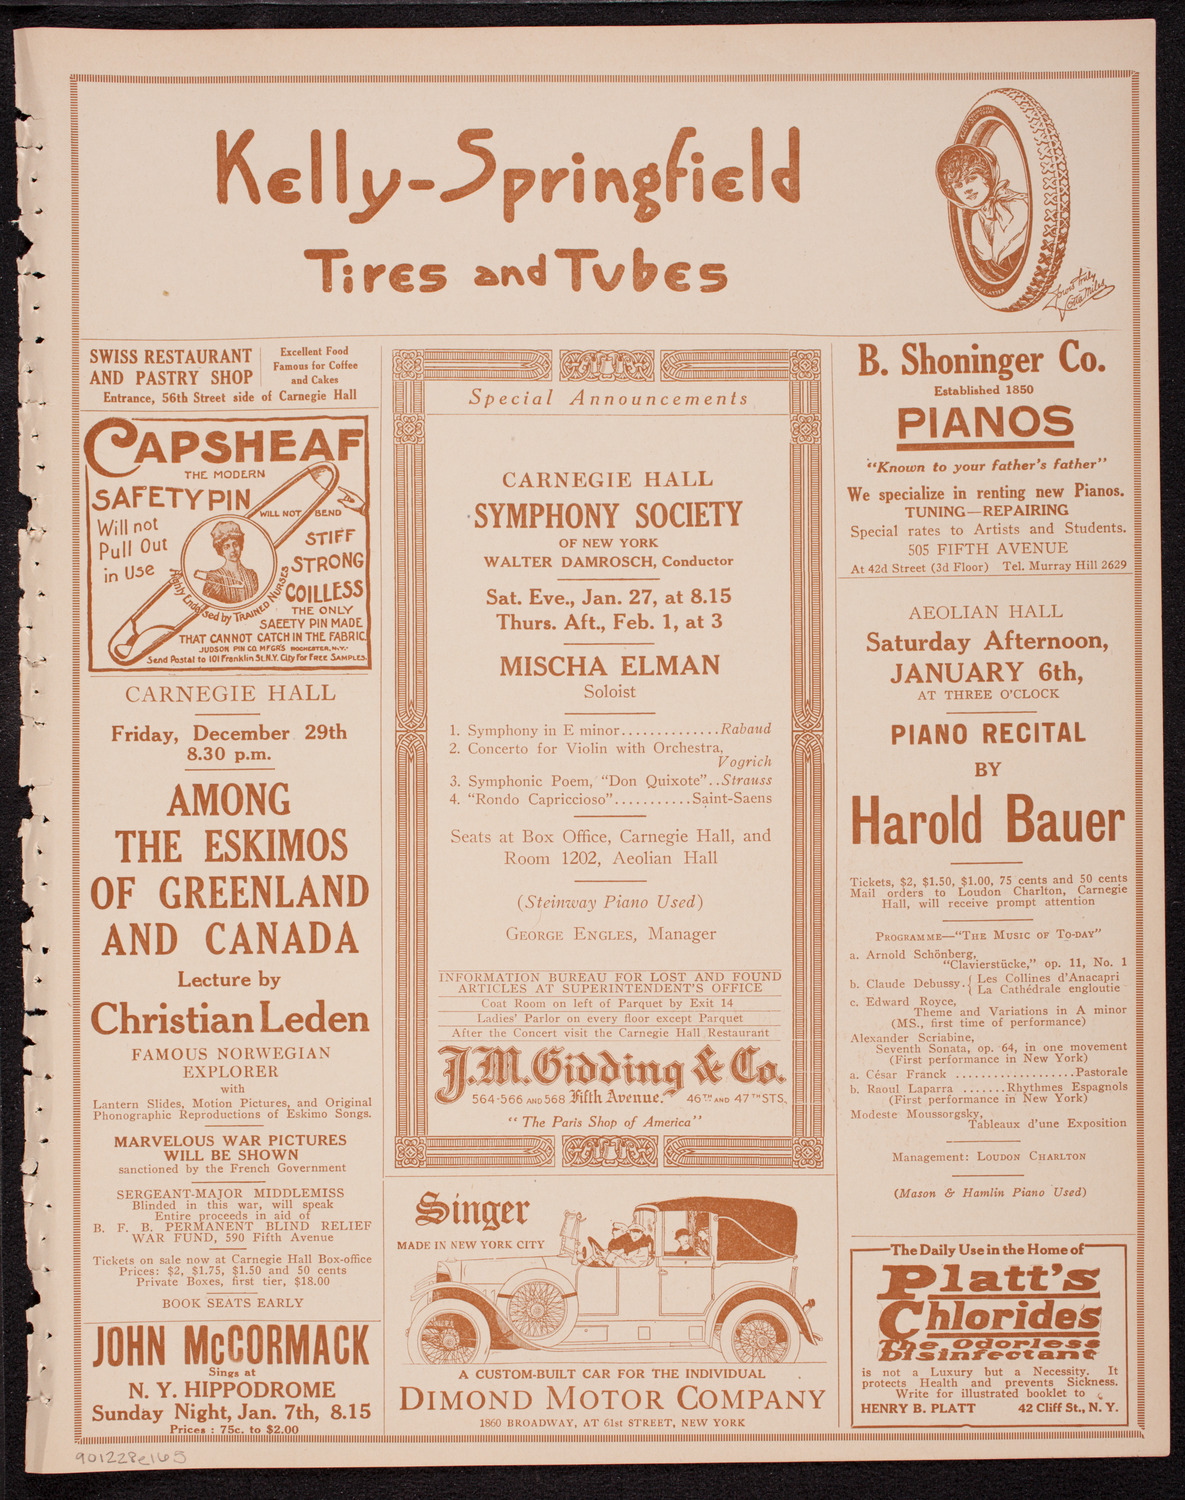 Kelly-Springfield
Tires and Tubes
Yours truly
Lotta Miles
SWISS RESTAURANT
AND PASTRY SHOP
Excellent Food
Famous for Coffee
and Cakes
Entrance, 56th Street side of Carnegie Hall
CAPSHEAF
THE MODERN
SAFETY PIN
WILL NOT BEND
Will not
Pull Out
in Use
STIFF
STRONG
COILLESS
Highly Endorsed by TRAINED NURSES
THE ONLY
SAFETY PIN MADE
THAT CANNOT CATCH IN THE FABRIC
JUDSON PIN CO. MFGRS ROCHESTER, N.Y.
Send Postal to 101 Franklin St. N.Y. City For FREE SAMPLES.
CARNEGIE HALL
Friday, December 29th
8.30 p.m.
AMONG
THE ESKIMOS
OF GREENLAND
AND CANADA
Lecture by
Christian Leden
FAMOUS NORWEGIAN
EXPLORER
with
Lantern Slides, Motion Pictures, and Original
Phonographic Reproductions of Eskimo Songs.
MARVELOUS WAR PICTURES
WILL BE SHOWN
sanctioned by the French Government
SERGEANT-MAJOR MIDDLEMISS
Blinded in this war, will speak
Entire proceeds in aid of
B. F. B. PERMANENT BLIND RELIEF
WAR FUND, 590 Fifth Avenue
Tickets on sale now at Carnegie Hall Box-office
Prices: $2, $1.75, $1.50 and 50 cents
Private Boxes, first tier, $18.00
BOOK SEATS EARLY
JOHN McCORMACK
Sings at
N. Y. HIPPODROME
Sunday Night, Jan. 7th, 8.15
Prices : 75c. to $2.00
Special Announcements
CARNEGIE HALL
SYMPHONY SOCIETY
OF NEW YORK
WALTER DAMROSCH, Conductor
Sat. Eve., Jan. 27, at 8.15
Thurs. Aft., Feb. 1, at 3
MISCHA ELMAN
Soloist
1. Symphony in E minor..............Rabaud
2. Concerto for Violin with Orchestra,
Vogrich
3. Symphonic Poem, "Don Quixote"..Strauss
4. "Rondo Capriccioso"...........Saint-Saens
Seats at Box Office, Carnegie Hall, and
Room 1202, Aeolian Hall
(Steinway Piano Used)
GEORGE ENGLES, Manager
INFORMATION BUREAU FOR LOST AND FOUND
ARTICLES AT SUPERINTENDENT'S OFFICE
Coat Room on left of Parquet by Exit 14
Ladies' Parlor on every floor except Parquet
After the Concert visit the Carnegie Hall Restaurant
J.M. Gidding & Co.
564-566 AND 568 Fifth Avenue. 46TH AND 47TH STS.
"The Paris Shop of America"
Singer
MADE IN NEW YORK CITY
A CUSTOM-BUILT CAR FOR THE INDIVIDUAL
DIMOND MOTOR COMPANY
1860 BROADWAY, AT 61st STREET, NEW YORK
B. Shoninger Co.
Established 1850
PIANOS
"Known to your father's father"
We specialize in renting new Pianos.
TUNING—REPAIRING
Special rates to Artists and Students.
505 FIFTH AVENUE
At 42d Street (3d Floor) Tel. Murray Hill 2629
AEOLIAN HALL
Saturday Afternoon,
JANUARY 6th,
AT THREE O'CLOCK
PIANO RECITAL
BY
Harold Bauer
Tickets, $2, $1.50, $1.00, 75 cents and 50 cents
Mail orders to Loudon Charlton, Carnegie
Hall, will receive prompt attention
PROGRAMME—"THE MUSIC OF TO-DAY"
a. Arnold Schönberg,
"Clavierstücke," op. 11, No. 1
b. Claude Debussy. { Les Collines d'Anacapri
La Cathédrale engloutie
c. Edward Royce,
Theme and Variations in A minor
(MS., first time of performance)
Alexander Scriabine,
Seventh Sonata, op. 64, in one movement
(First performance in New York)
a. César Franck ..................Pastorale
b. Raoul Laparra .......Rhythmes Espagnols
(First performance in New York)
Modeste Moussorgsky,
Tableaux d'une Exposition
Management: LOUDON CHARLTON
(Mason & Hamlin Piano Used)
The Daily Use in the Home of
Platt's
Chlorides
The Odorless
Disinfectant
is not a Luxury but a Necessity. It
protects Health and prevents Sickness.
Write for illustrated booklet to
HENRY B. PLATT 42 Cliff St., N. Y.
901228e165